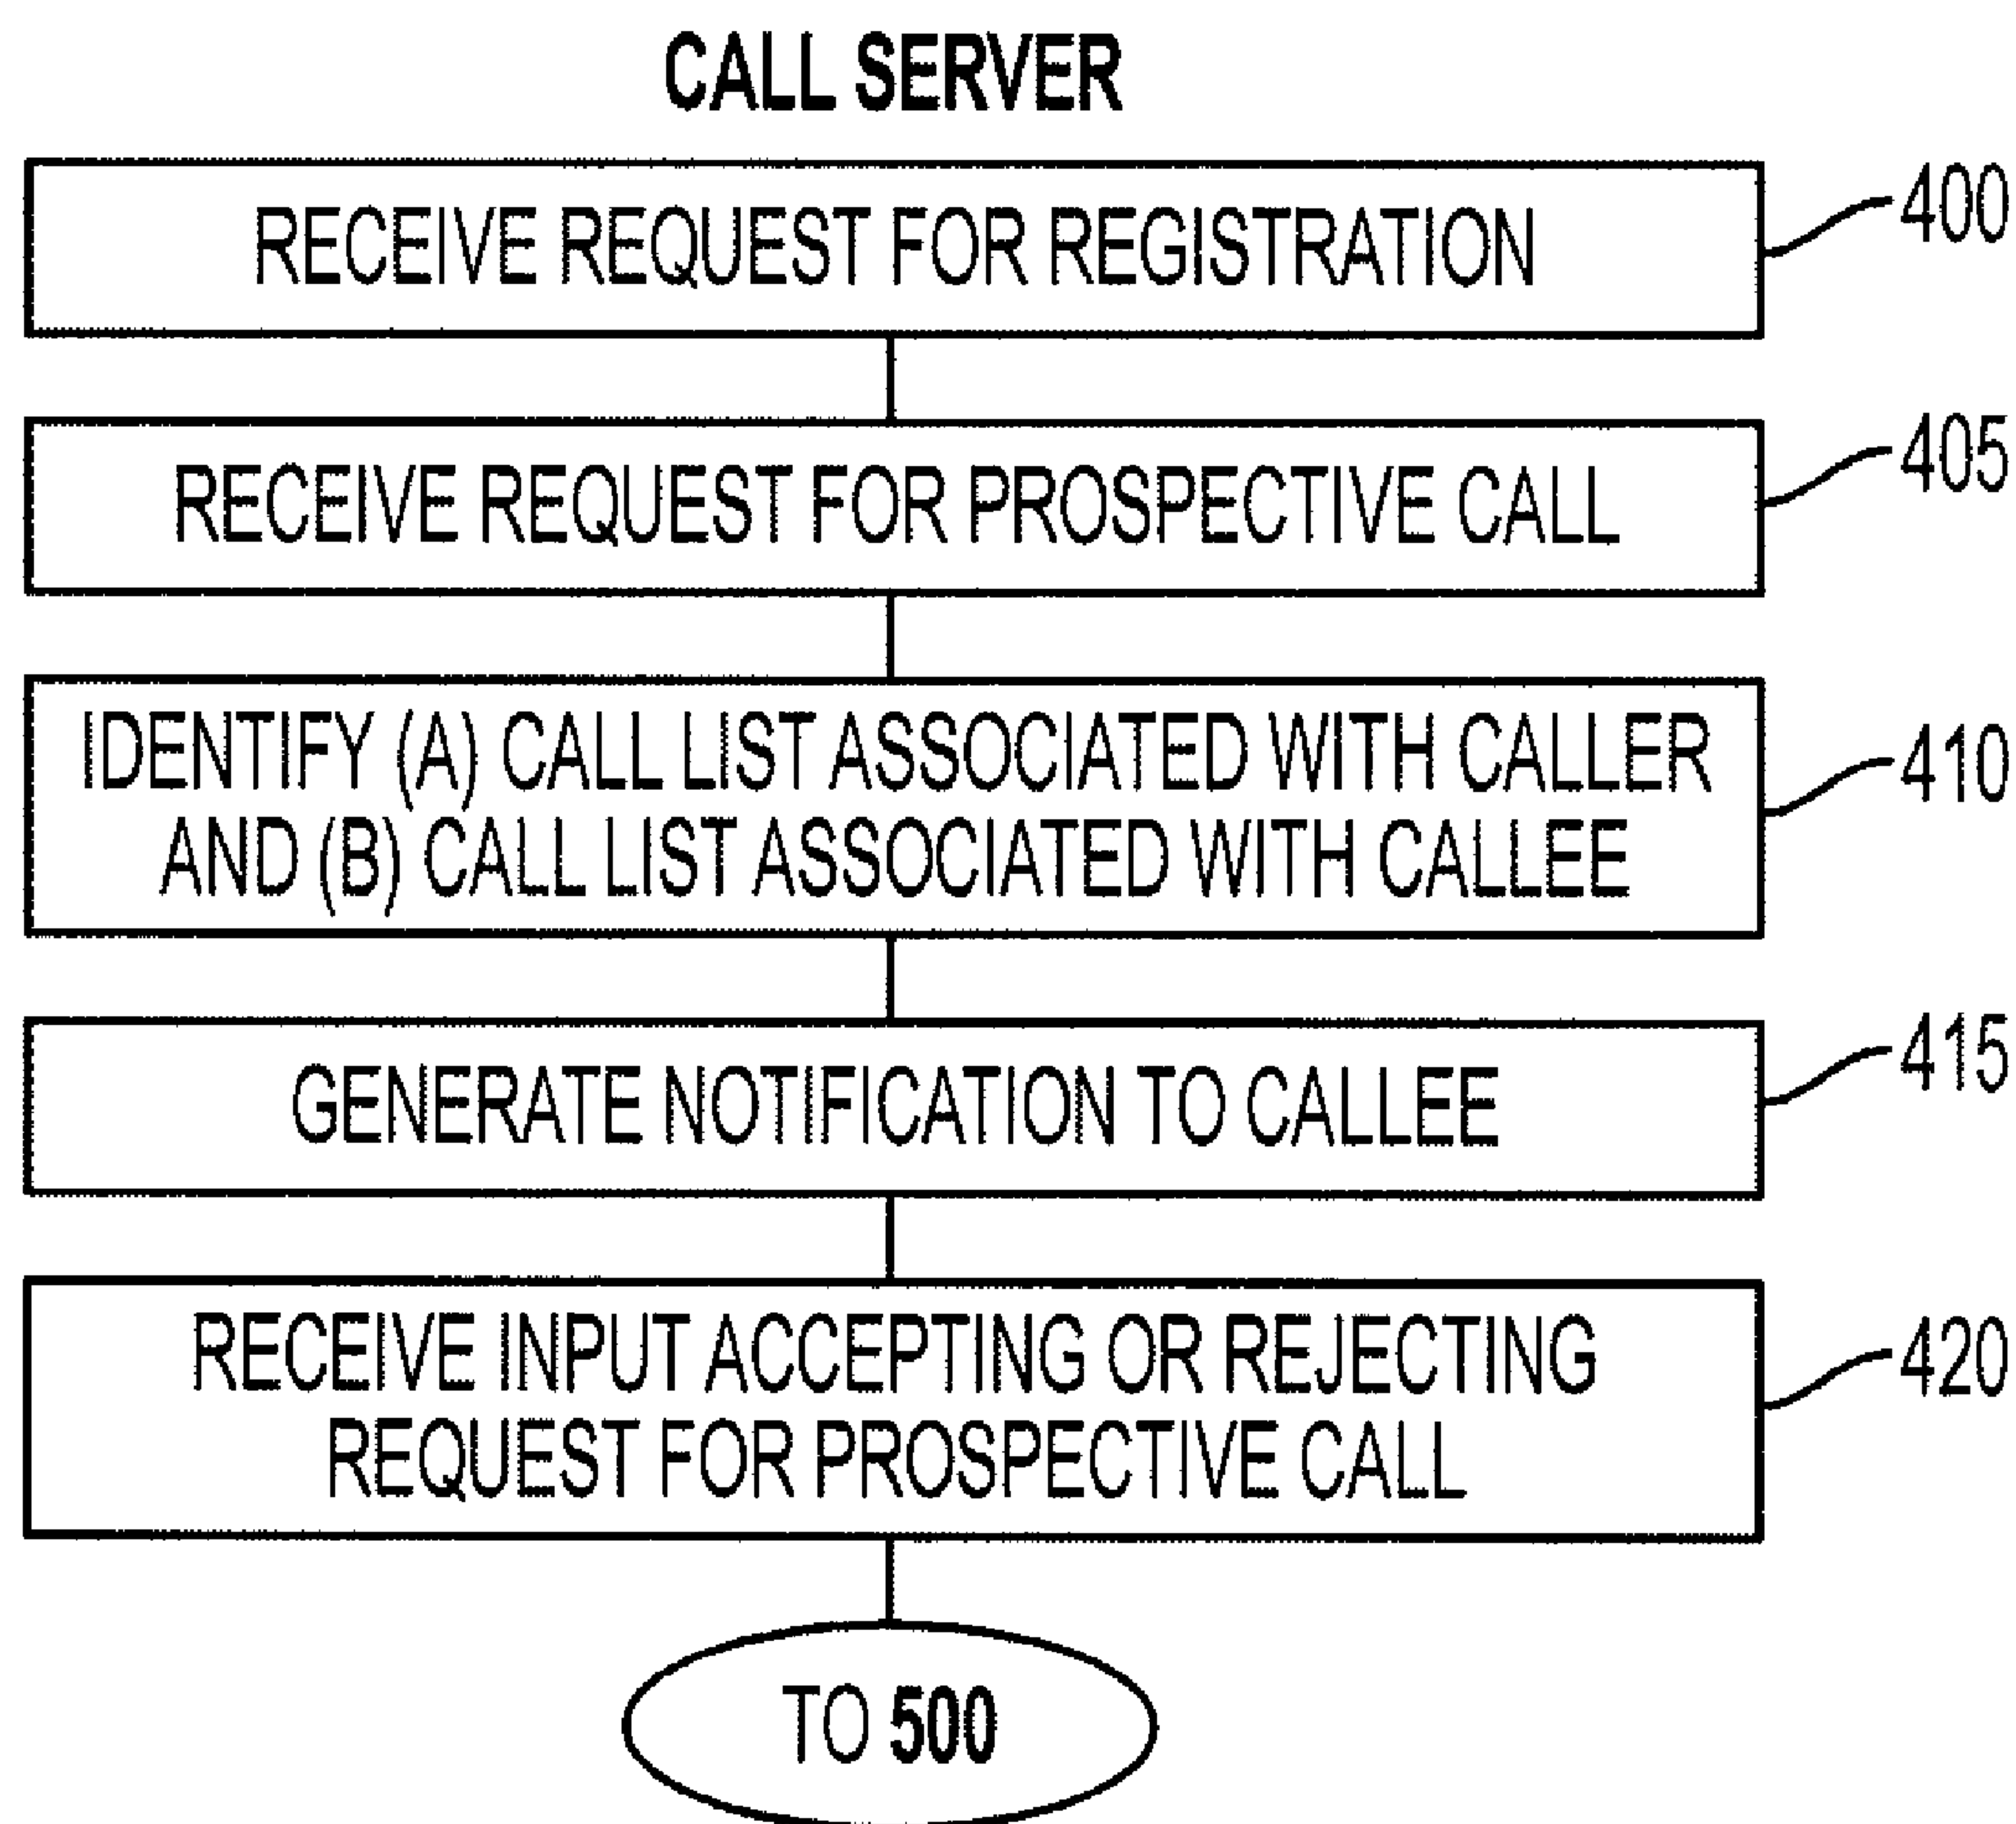 CALL SERVER
RECEIVE REQUEST FOR REGISTRATION
400
RECEIVE REQUEST FOR PROSPECTIVE CALL
405
IDENTIFY (A) CALL LIST ASSOCIATED WITH CALLER
AND (B) CALL LIST ASSOCIATED WITH CALLEE
410
GENERATE NOTIFICATION TO CALLEE
415
RECEIVE INPUT ACCEPTING OR REJECTING
REQUEST FOR PROSPECTIVE CALL
420
TO 500